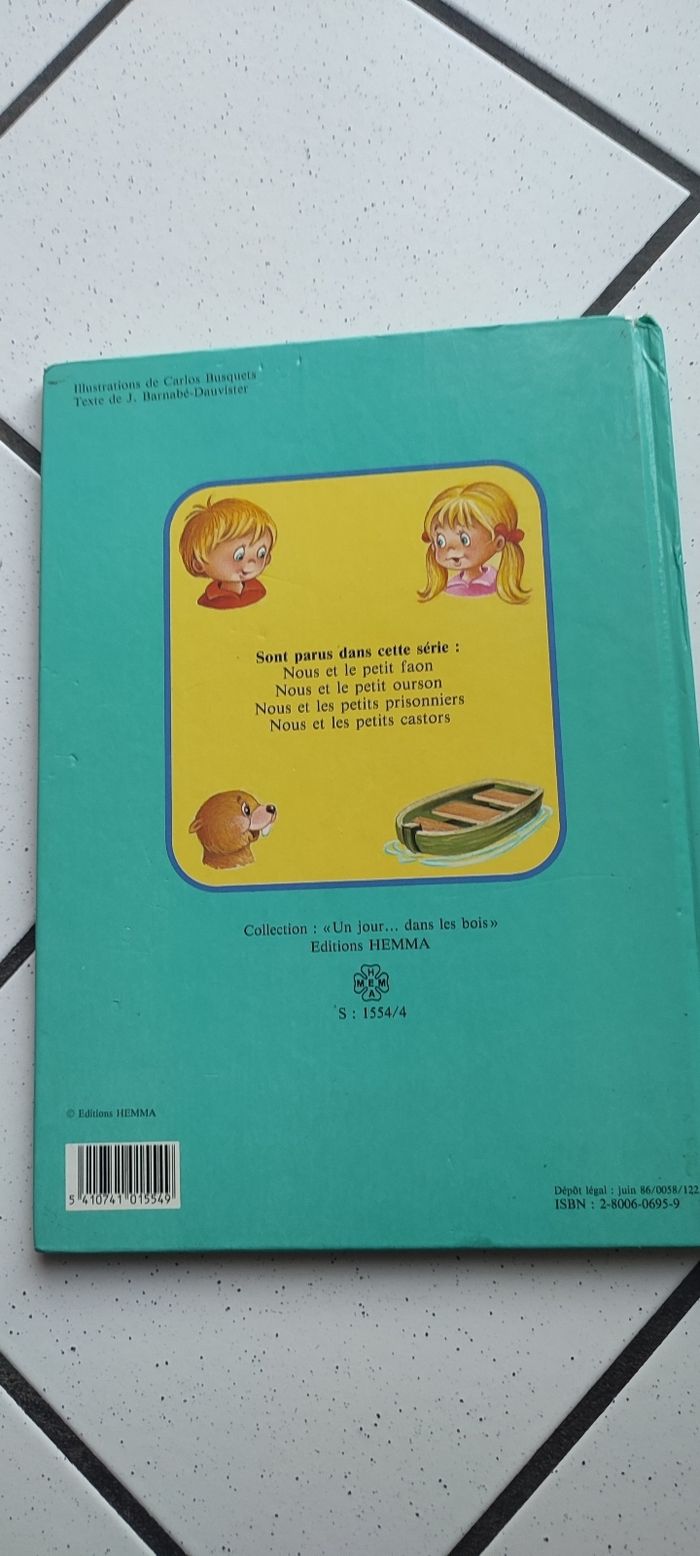 Illustrations de Carlos Busquets
Texte de J. Barnabé-Dauvister
Sont parus dans cette série :
Nous et le petit faon
Nous et le petit ourson
Nous et les petits prisonniers
Nous et les petits castors
Collection : «Un jour... dans les bois»
Editions HEMMA
H
MEM
A
S : 1554/4
© Editions HEMMA
5 410741 015549
Dépôt légal : juin 86/0058/122
ISBN : 2-8006-0695-9